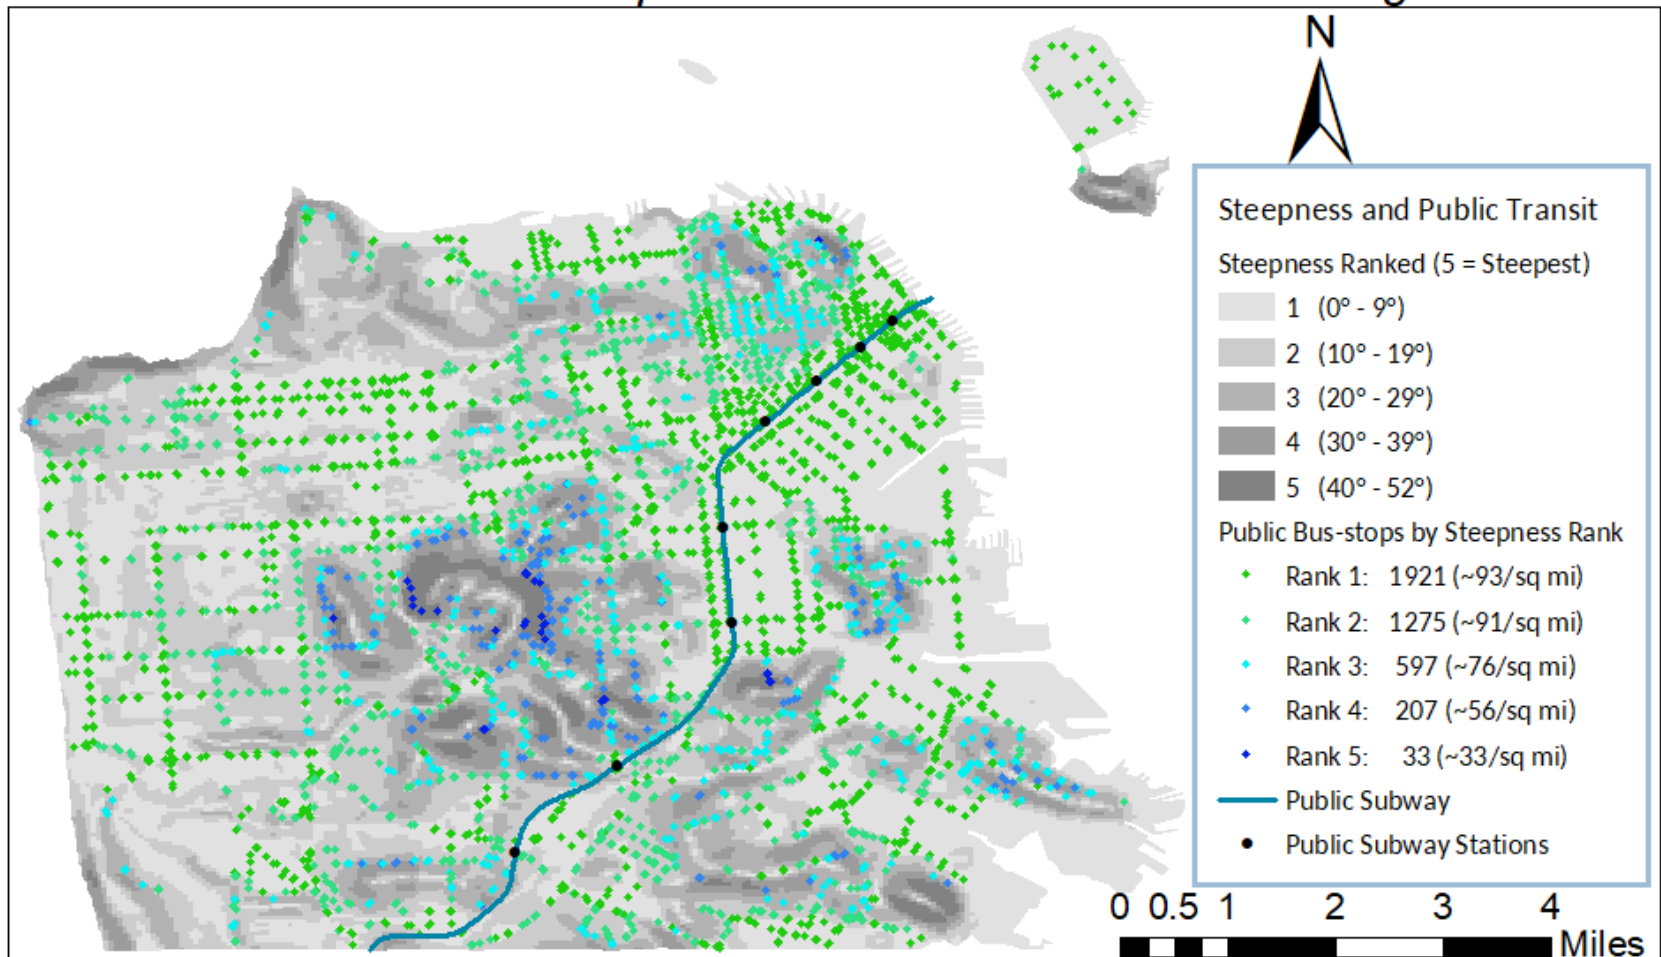 N
Steepness and Public Transit
Steepness Ranked (5 = Steepest)
1 (0° - 9°)
2 (10° - 19°)
3 (20° - 29°)
4 (30° - 39°)
5 (40° - 52°)
Public Bus-stops by Steepness Rank
Rank 1: 1921 (~93/sq mi)
Rank 2: 1275 (~91/sq mi)
Rank 3: 597 (~76/sq mi)
Rank 4: 207 (~56/sq mi)
Rank 5: 33 (~33/sq mi)
Public Subway
Public Subway Stations
0 0.5 1 2 3 4
Miles